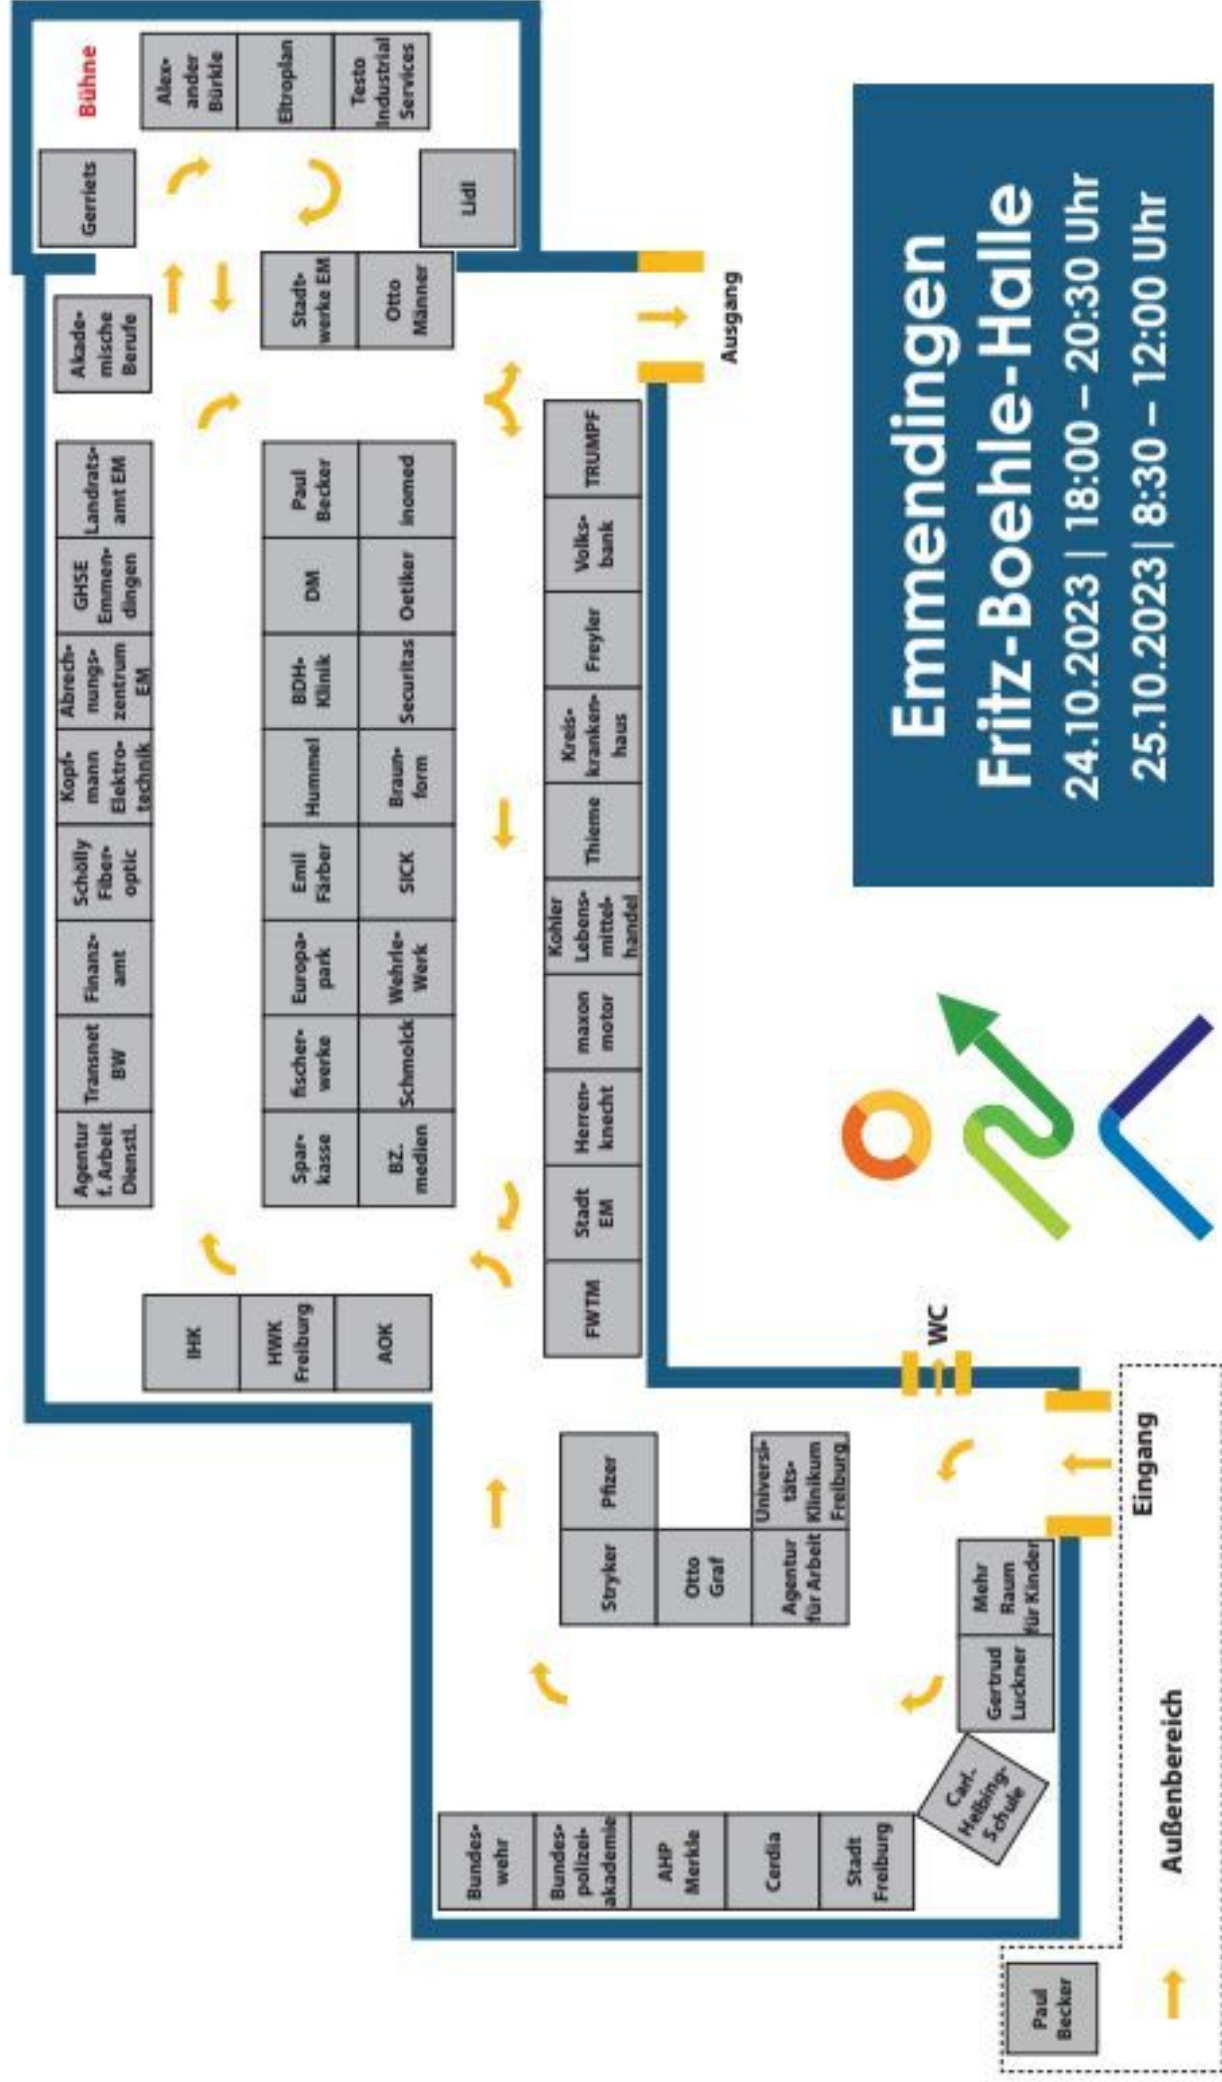 Bühne
Gerriets
Alex-
ander
Bürkle
Eltroplan
Testo
Industrial
Services
Lidl
Akade-
mische
Berufe
Stadt-
werke EM
Otto
Männer
Ausgang
Agentur
f. Arbeit
Dienstl.
Transnet
BW
Finanz-
amt
Schölly
Fiber-
optic
Kopf-
mann
Elektro-
technik
Abrech-
nungs-
zentrum
EM
GHSE
Emmen-
dingen
Landrats-
amt EM
Spar-
kasse
fischer-
werke
Europa-
park
Emil
Färber
Hummel
BDH-
Klinik
DM
Paul
Becker
BZ.
medien
Schmolck
Wehrle-
Werk
SICK
Braun-
form
Securitas
Oetiker
inomed
IHK
HWK
Freiburg
AOK
FWTM
Stadt
EM
Herren-
knecht
maxon
motor
Kohler
Lebens-
mittel-
handel
Thieme
Kreis-
kranken-
haus
Freyler
Volks-
bank
TRUMPF
Bundes-
wehr
Bundes-
polizei-
akademie
AHP
Merkle
Cerdia
Stadt
Freiburg
Carl-
Helbing-
Schule
Gertrud
Luckner
Mehr
Raum
für Kinder
Stryker
Pfizer
Otto
Graf
Agentur
für Arbeit
Universi-
täts-
Klinikum
Freiburg
WC
Eingang
Außenbereich
Paul
Becker
Emmendingen
Fritz-Boehle-Halle
24.10.2023 | 18:00 – 20:30 Uhr
25.10.2023| 8:30 – 12:00 Uhr